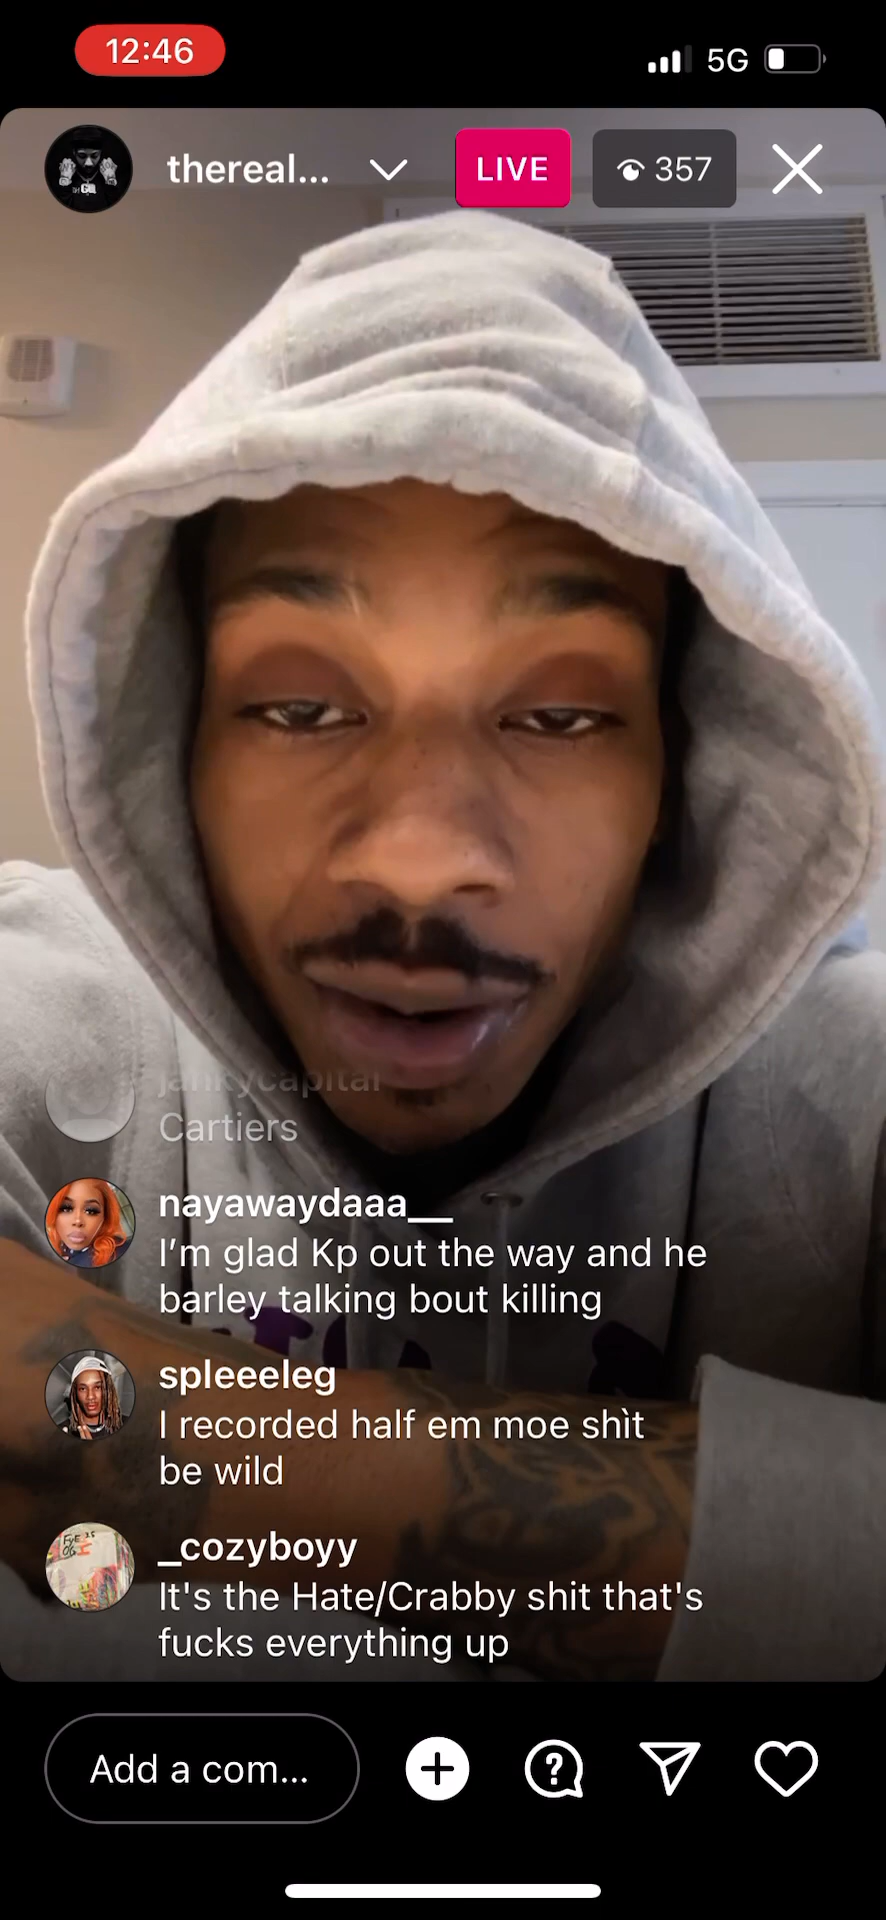 12:46
5G
thereal...
LIVE
357
jankycapital
Cartiers
nayawaydaaa__
I’m glad Kp out the way and he
barley talking bout killing
spleeeleg
I recorded half em moe shìt
be wild
_cozyboyy
It's the Hate/Crabby shit that's
fucks everything up
Add a com...